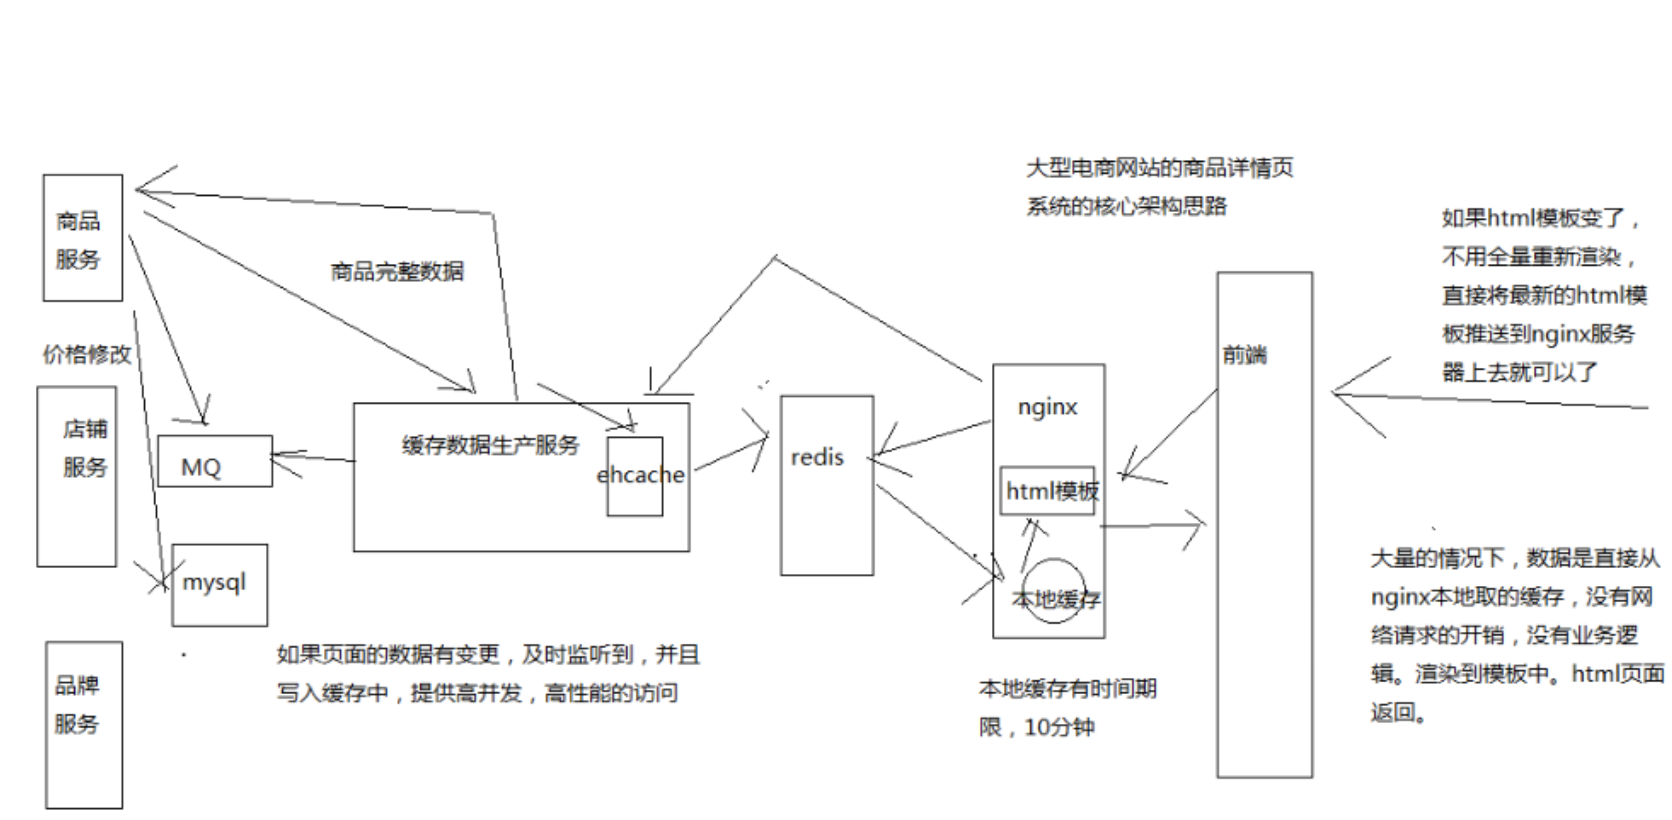 大型电商网站的商品详情页
系统的核心架构思路
如果html模板变了，
不用全量重新渲染，
直接将最新的html模
板推送到nginx服务
器上去就可以了
商品
服务
商品完整数据
价格修改
前端
店铺
服务
MQ
缓存数据生产服务
ehcache
redis
nginx
html模板
本地缓存
mysql
大量的情况下，数据是直接从
nginx本地取的缓存，没有网
络请求的开销，没有业务逻
辑。渲染到模板中。html页面
返回。
如果页面的数据有变更，及时监听到，并且
写入缓存中，提供高并发，高性能的访问
品牌
服务
本地缓存有时间期
限，10分钟